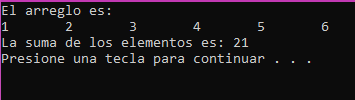 El arreglo es:
1 2 3 4 5 6
La suma de los elementos es: 21
Presione una tecla para continuar . . .